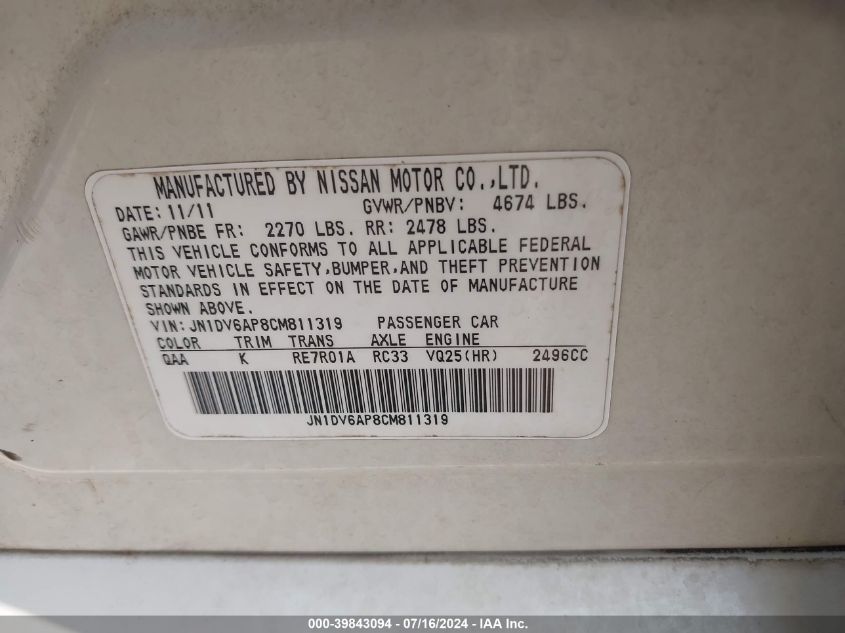 MANUFACTURED BY NISSAN MOTOR CO.,LTD.
DATE: 11/11 GVWR/PNBV: 4674 LBS.
GAWR/PNBE FR: 2270 LBS. RR: 2478 LBS.
THIS VEHICLE CONFORMS TO ALL APPLICABLE FEDERAL
MOTOR VEHICLE SAFETY,BUMPER,AND THEFT PREVENTION
STANDARDS IN EFFECT ON THE DATE OF MANUFACTURE
SHOWN ABOVE.
VIN: JN1DV6AP8CM811319 PASSENGER CAR
COLOR TRIM TRANS AXLE ENGINE
QAA K RE7R01A RC33 VQ25(HR) 2496CC
JN1DV6AP8CM811319
000-39843094 - 07/16/2024 - IAA Inc.